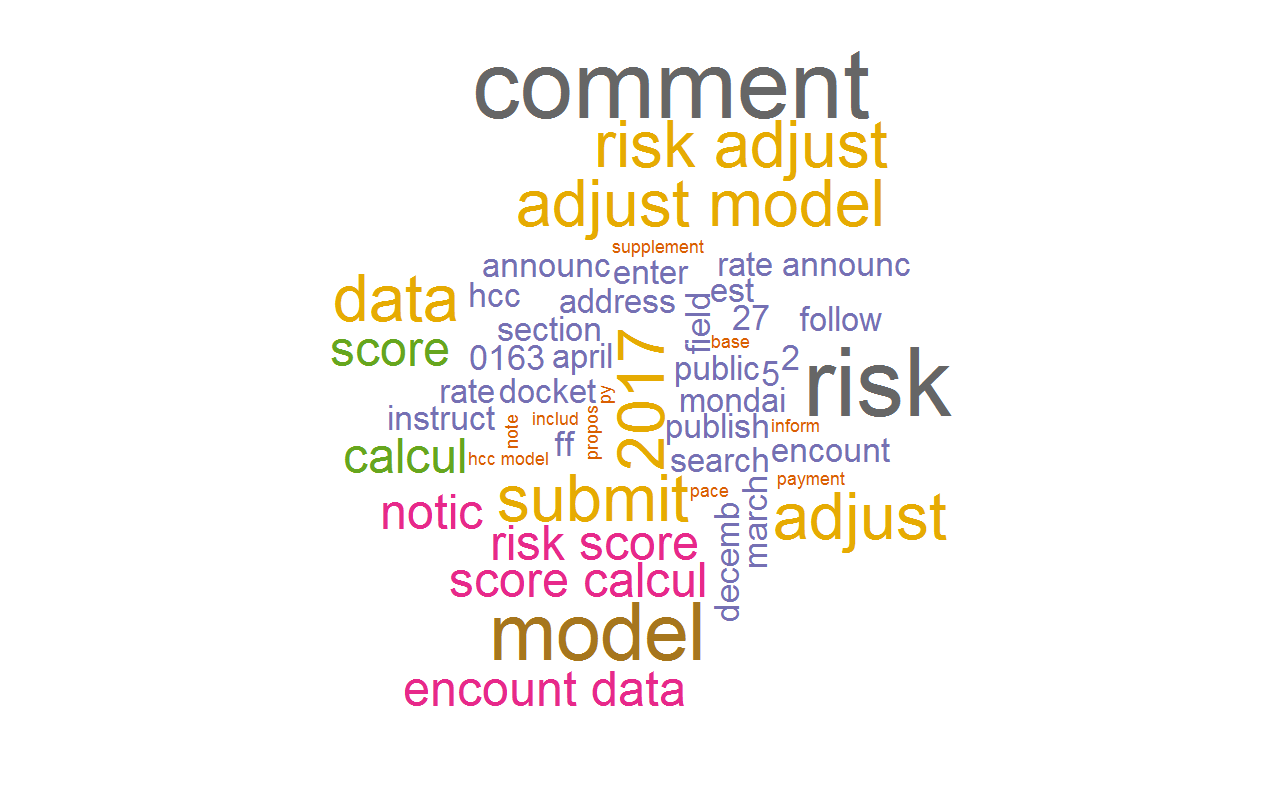 comment
risk adjust
adjust model
supplement
announc
enter
rate announc
data
hcc
address
field
est
section
27
follow
score
0163
april
2017
base
public
5
2
risk
rate
docket
py
mondai
instruct
note
includ
propos
publish
inform
calcul
hcc model
ff
search
encount
notic
submit
pace
payment
adjust
risk score
decemb
march
score calcul
model
encount data